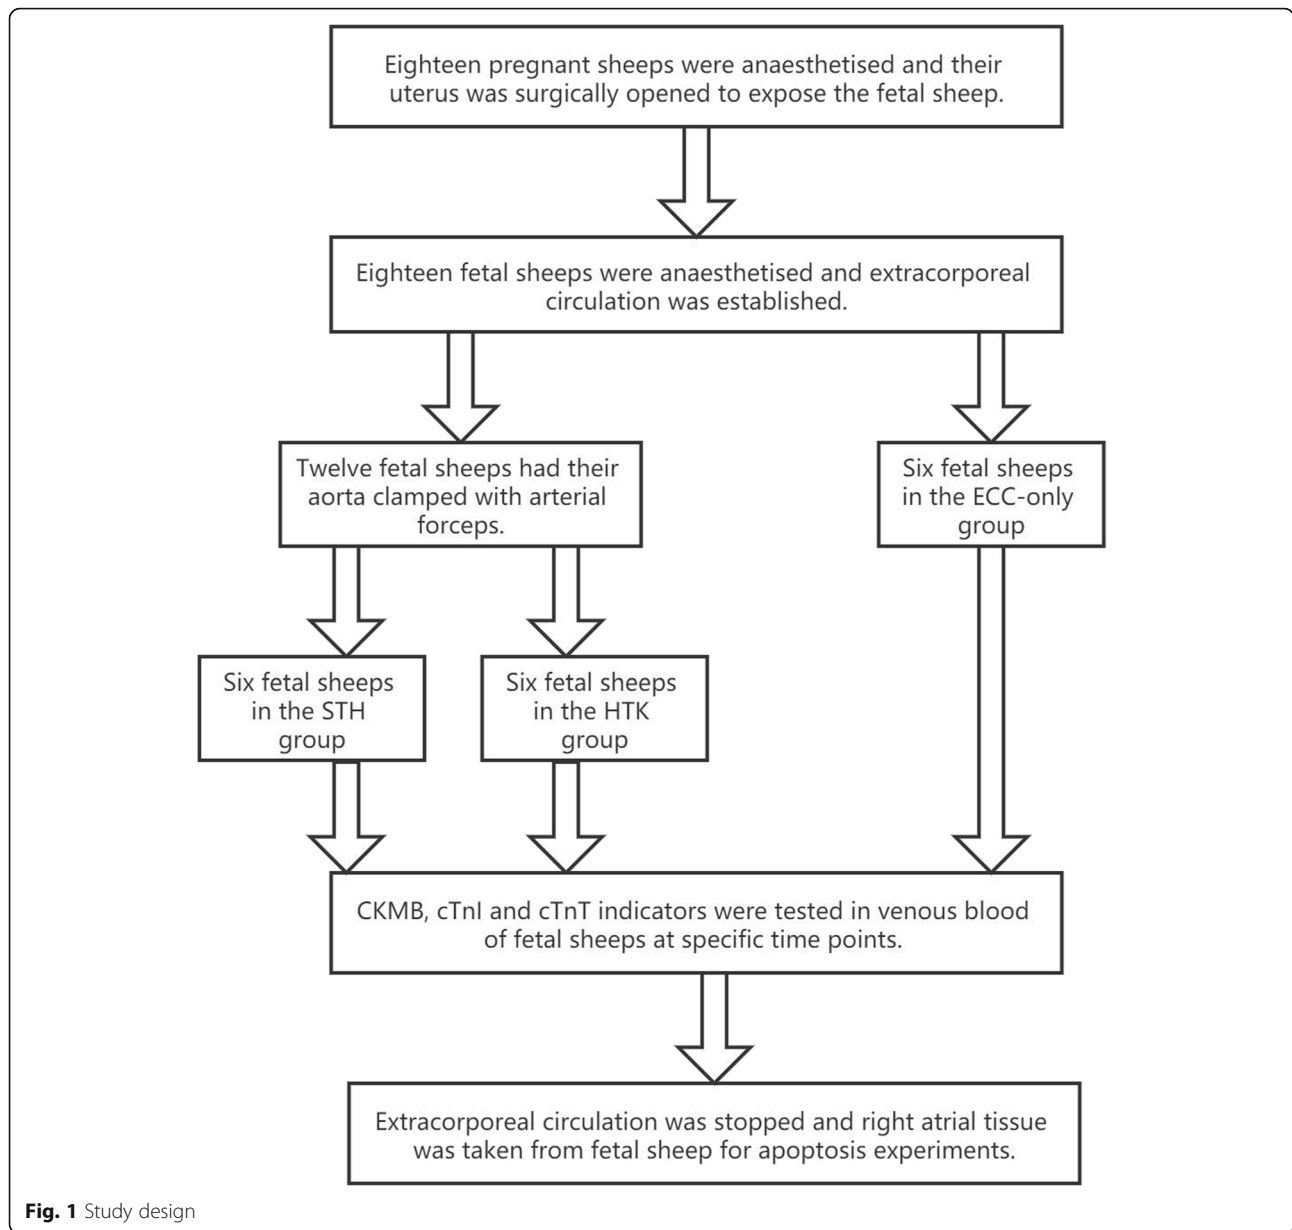 Eighteen pregnant sheeps were anaesthetised and their
uterus was surgically opened to expose the fetal sheep.
Eighteen fetal sheeps were anaesthetised and extracorporeal
circulation was established.
Twelve fetal sheeps had their
aorta clamped with arterial
forceps.
Six fetal sheeps
in the ECC-only
group
Six fetal sheeps
in the STH
group
Six fetal sheeps
in the HTK
group
CKMB, cTnI and cTnT indicators were tested in venous blood
of fetal sheeps at specific time points.
Extracorporeal circulation was stopped and right atrial tissue
was taken from fetal sheep for apoptosis experiments.
Fig. 1 Study design